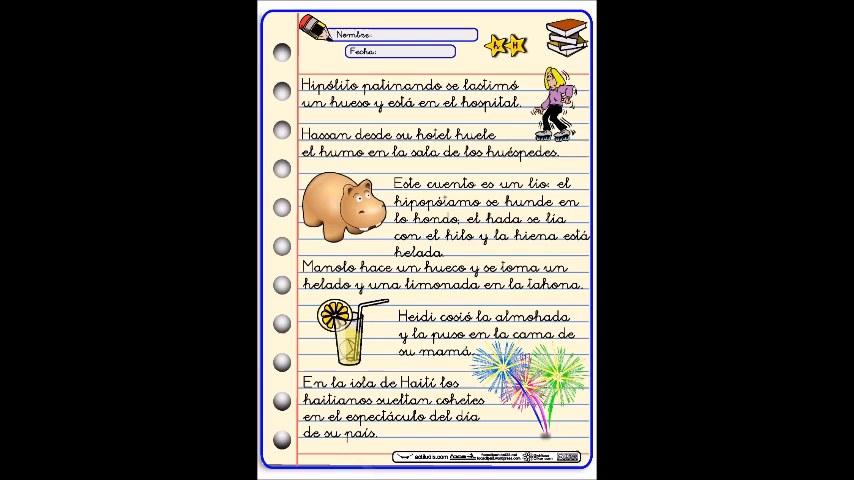 Nombre:
Fecha:
A H
Hipólito patinando se lastimó
un hueso y está en el hospital.
Hassan desde su hotel huele
el humo en la sala de los huéspedes.
Este cuento es un lío: el
hipopótamo se hunde en
lo hondo; el hada se lía
con el hilo y la hiena está
helada.
Manolo hace un hueco y se toma un
helado y una limonada en la tahona.
Heidi cosió la almohada
y la puso en la cama de
su mamá.
En la isla de Haití los
haitianos sueltan cohetes
en el espectáculo del día
de su país.
actiludis.com